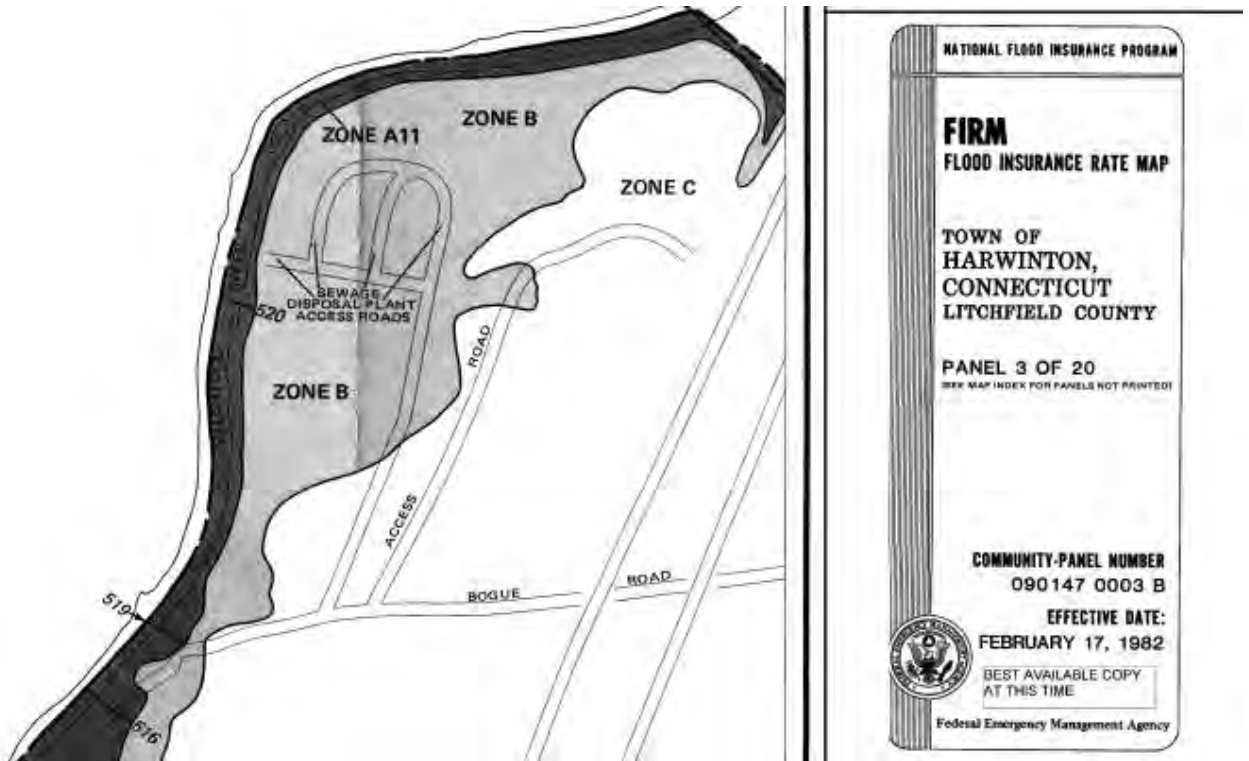 ZONE A11
ZONE B
ZONE C
SEWAGE
DISPOSAL PLANT
ACCESS ROADS
520
ZONE B
ACCESS ROAD
BOGUE ROAD
519
516
NATIONAL FLOOD INSURANCE PROGRAM
FIRM
FLOOD INSURANCE RATE MAP
TOWN OF
HARWINTON,
CONNECTICUT
LITCHFIELD COUNTY
PANEL 3 OF 20
(SEE MAP INDEX FOR PANELS NOT PRINTED)
COMMUNITY-PANEL NUMBER
090147 0003 B
EFFECTIVE DATE:
FEBRUARY 17, 1982
BEST AVAILABLE COPY
AT THIS TIME
Federal Emergency Management Agency